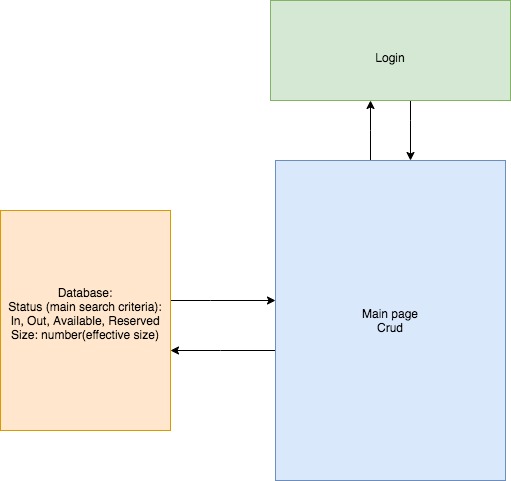 Login
Database:
Status (main search criteria):
In, Out, Available, Reserved
Size: number(effective size)
Main page
Crud